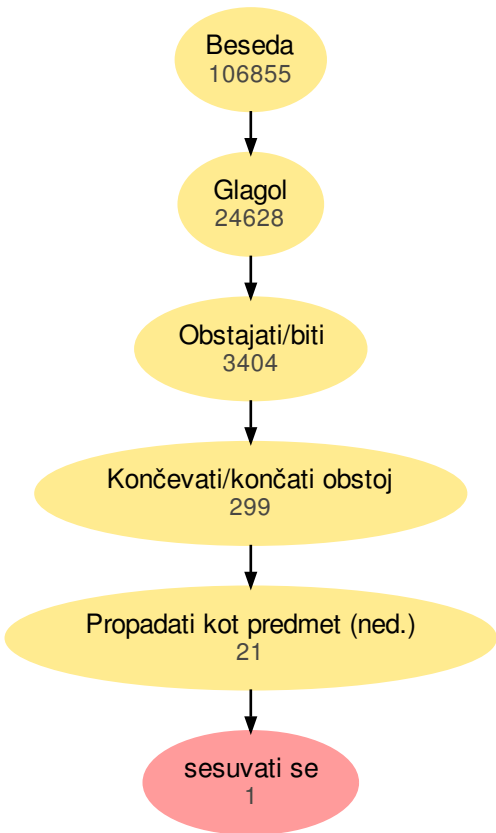 Beseda
106855
Glagol
24628
Obstajati/biti
3404
Končevati/končati obstoj
299
Propadati kot predmet (ned.)
21
sesuvati se
1